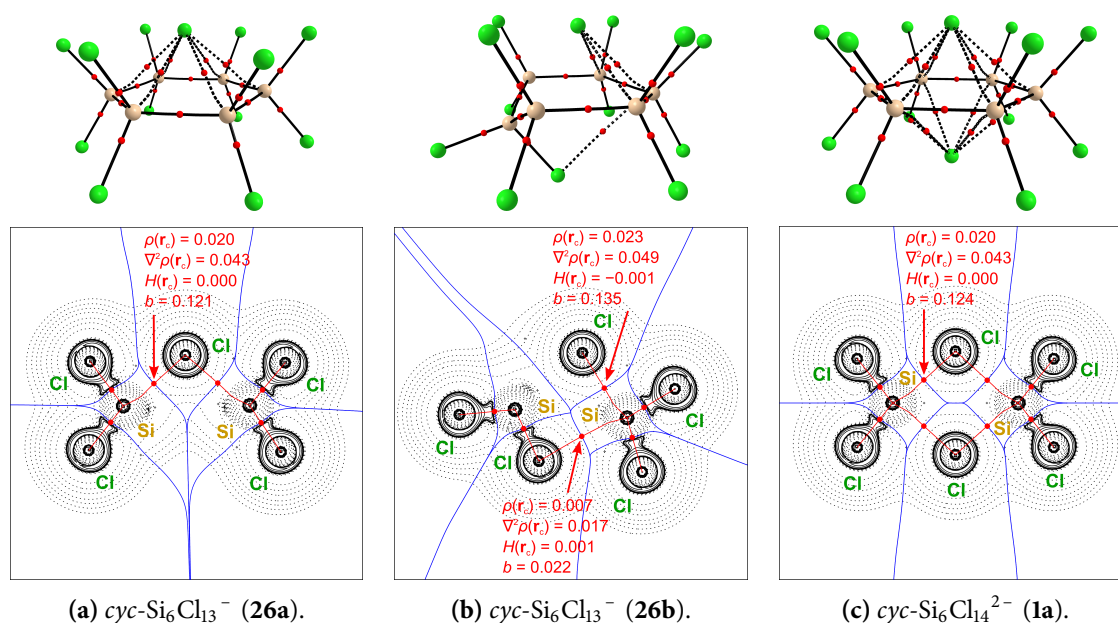 ρ(r꜀) = 0.020
∇²ρ(r꜀) = 0.043
H(r꜀) = 0.000
b = 0.121
Cl
Cl
Cl
Si
Si
Cl
Cl
ρ(r꜀) = 0.023
∇²ρ(r꜀) = 0.049
H(r꜀) = −0.001
b = 0.135
Cl
Si
Si
Cl
Cl
Cl
Cl
ρ(r꜀) = 0.007
∇²ρ(r꜀) = 0.017
H(r꜀) = 0.001
b = 0.022
ρ(r꜀) = 0.020
∇²ρ(r꜀) = 0.043
H(r꜀) = 0.000
b = 0.124
Cl
Cl
Cl
Si
Si
Cl
Cl
Cl
(a) cyc-Si₆Cl₁₃⁻ (26a).
(b) cyc-Si₆Cl₁₃⁻ (26b).
(c) cyc-Si₆Cl₁₄²⁻ (1a).